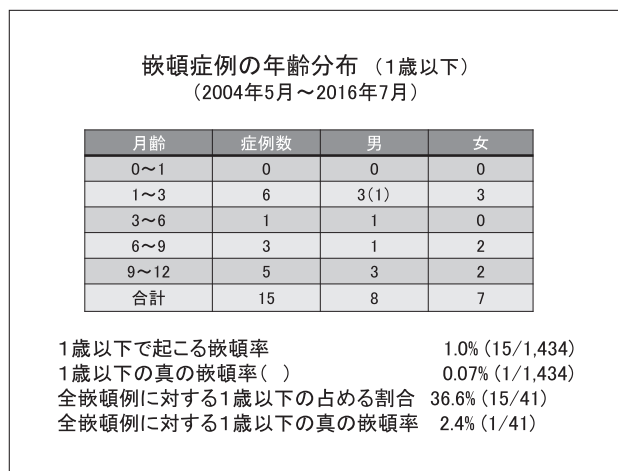 嵌頓症例の年齢分布 (1歳以下)
(2004年5月～2016年7月)
月齢 症例数 男 女
0～1 0 0 0
1～3 6 3(1) 3
3～6 1 1 0
6～9 3 1 2
9～12 5 3 2
合計 15 8 7
1歳以下で起こる嵌頓率 1.0% (15/1,434)
1歳以下の真の嵌頓率( ) 0.07% (1/1,434)
全嵌頓例に対する1歳以下の占める割合 36.6% (15/41)
全嵌頓例に対する1歳以下の真の嵌頓率 2.4% (1/41)